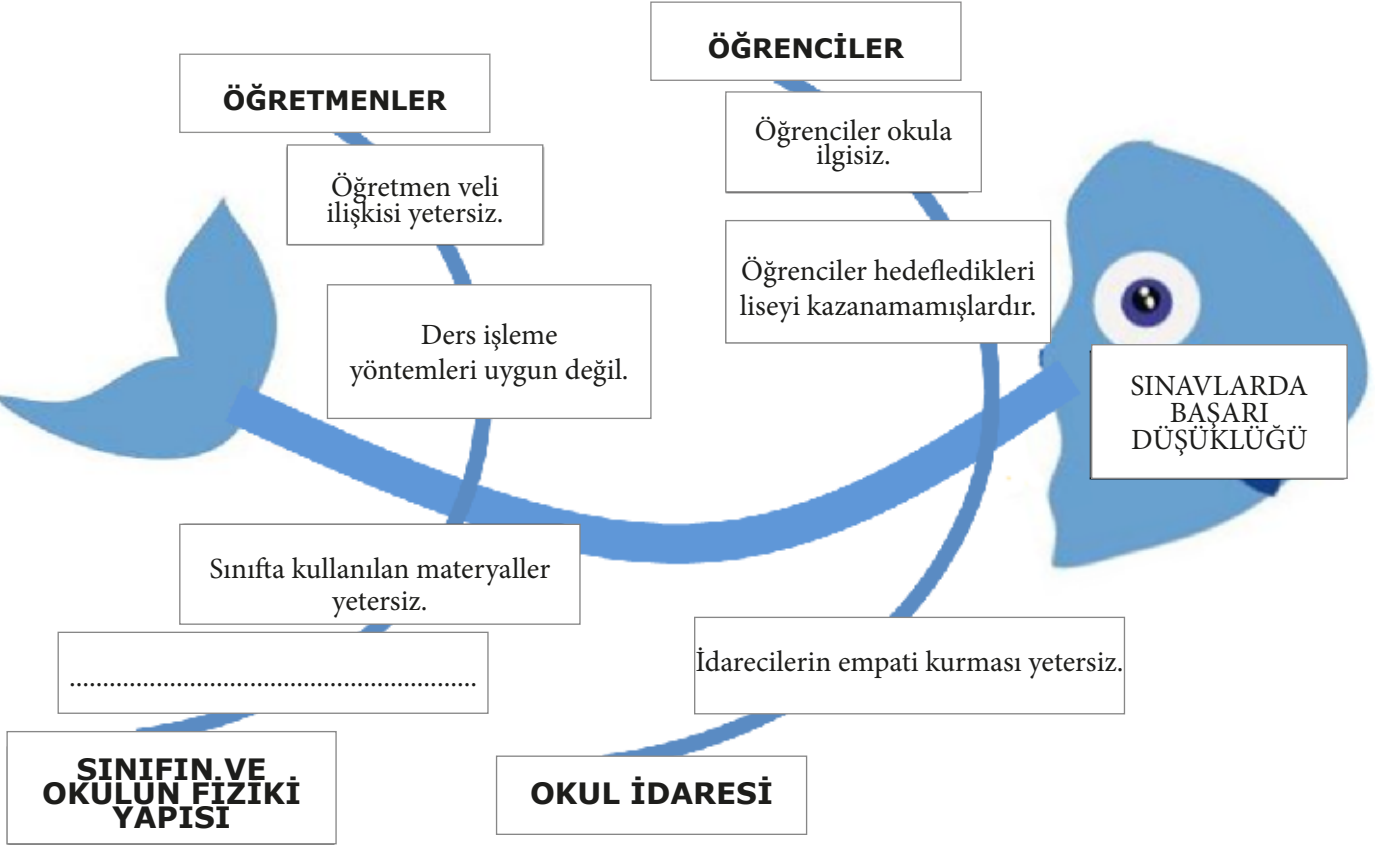 ÖĞRETMENLER
Öğretmen veli
ilişkisi yetersiz.
Ders işleme
yöntemleri uygun değil.
ÖĞRENCİLER
Öğrenciler okula
ilgisiz.
Öğrenciler hedefledikleri
liseyi kazanamamışlardır.
SINAVLARDA
BAŞARI
DÜŞÜKLÜĞÜ
Sınıfta kullanılan materyaller
yetersiz.
.............................................................
SINIFIN VE
OKULUN FİZİKİ
YAPISI
İdarecilerin empati kurması yetersiz.
OKUL İDARESİ